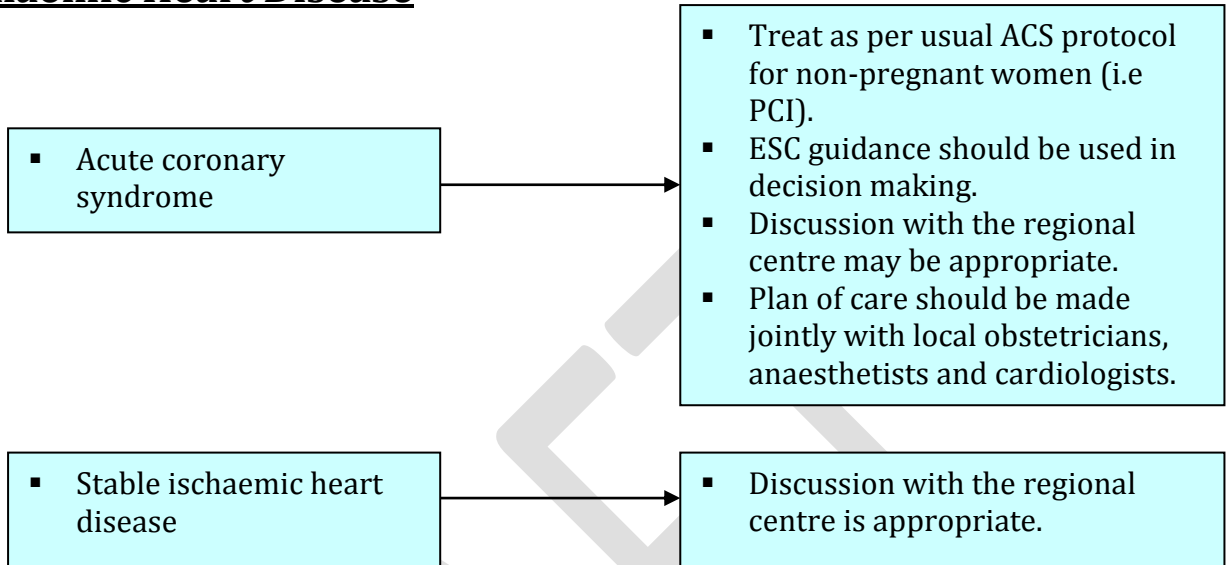 Heart Disease
▪ Treat as per usual ACS protocol
for non-pregnant women (i.e
PCI).
▪ ESC guidance should be used in
decision making.
▪ Discussion with the regional
centre may be appropriate.
▪ Plan of care should be made
jointly with local obstetricians,
anaesthetists and cardiologists.
▪ Acute coronary
syndrome
▪ Stable ischaemic heart
disease
▪ Discussion with the regional
centre is appropriate.